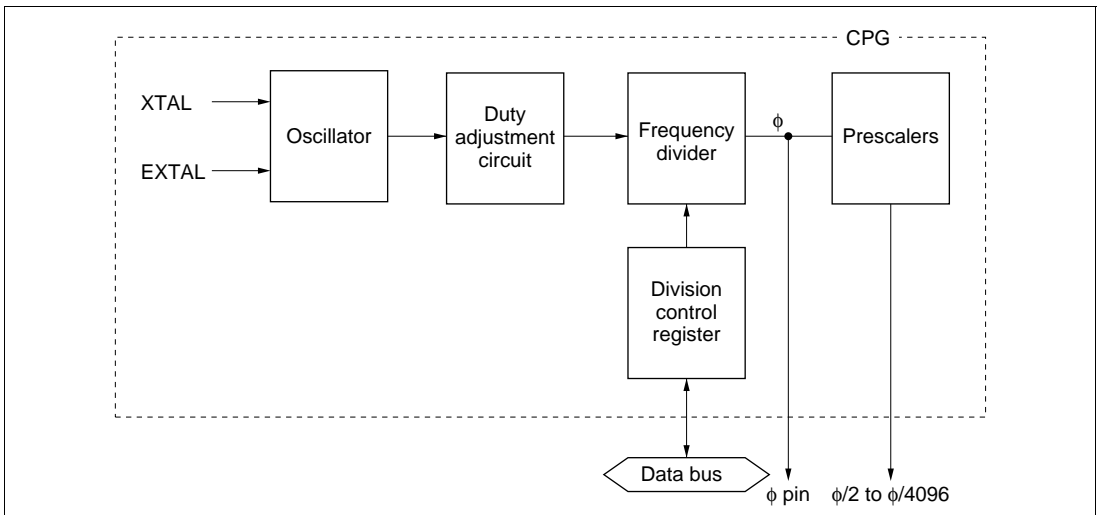 CPG
XTAL
EXTAL
Oscillator
Duty
adjustment
circuit
Frequency
divider
ϕ
Prescalers
Division
control
register
Data bus
ϕ pin
ϕ/2 to ϕ/4096